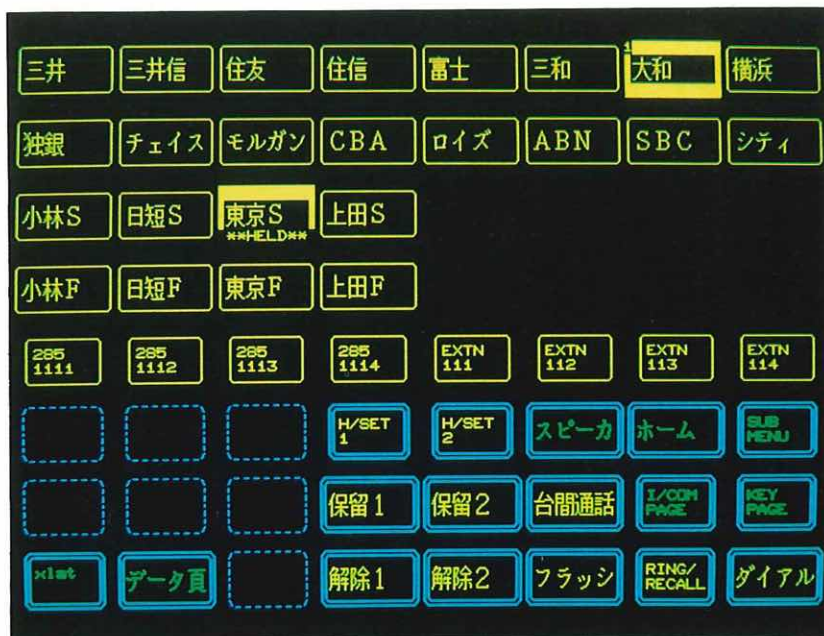 三井 三井信 住友 住信 富士 三和 1 大和 横浜
独銀 チェイス モルガン CBA ロイズ ABN SBC シティ
小林S 日短S 東京S 上田S
**HELD**
小林F 日短F 東京F 上田F
285 285 285 285 EXTN EXTN EXTN EXTN
1111 1112 1113 1114 111 112 113 114
H/SET H/SET スピーカ ホーム SUB
1 2 MENU
保留1 保留2 台間通話 I/COM KEY
PAGE PAGE
xlmt データ頁 解除1 解除2 フラッシ RING/ ダイアル
RECALL